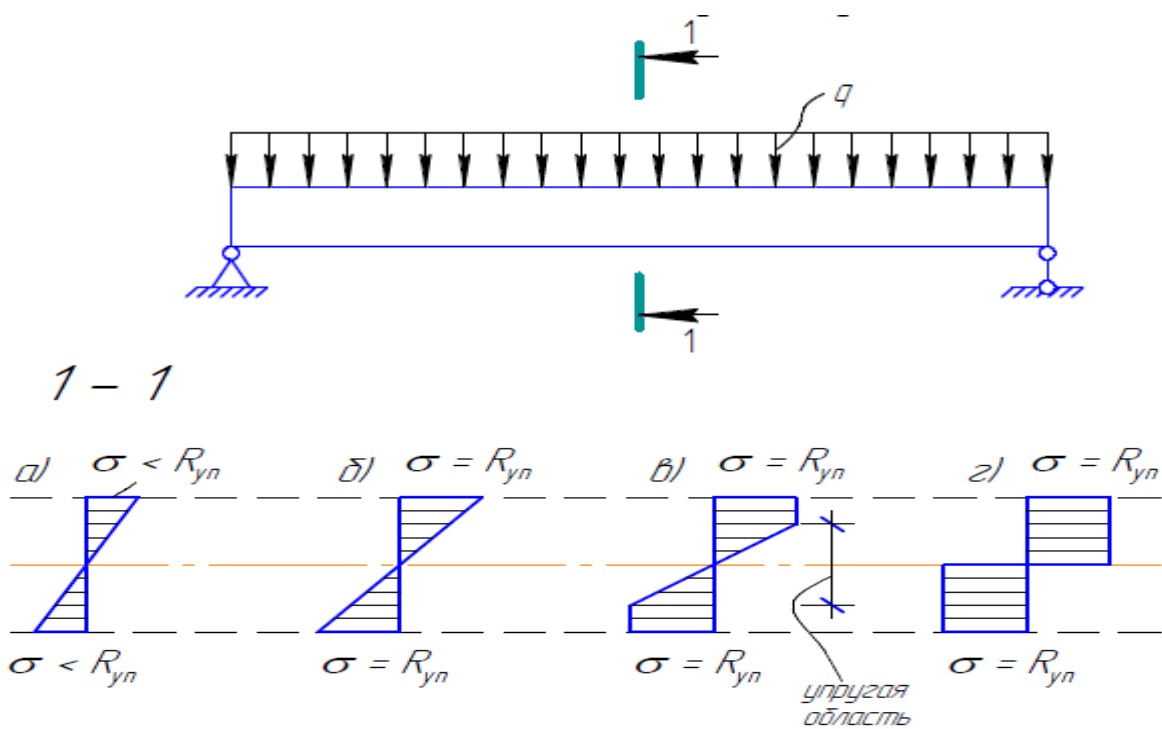 1
q
1
1 – 1
а) σ < Rуп б) σ = Rуп в) σ = Rуп г) σ = Rуп
σ < Rуп σ = Rуп σ = Rуп σ = Rуп
упругая
область